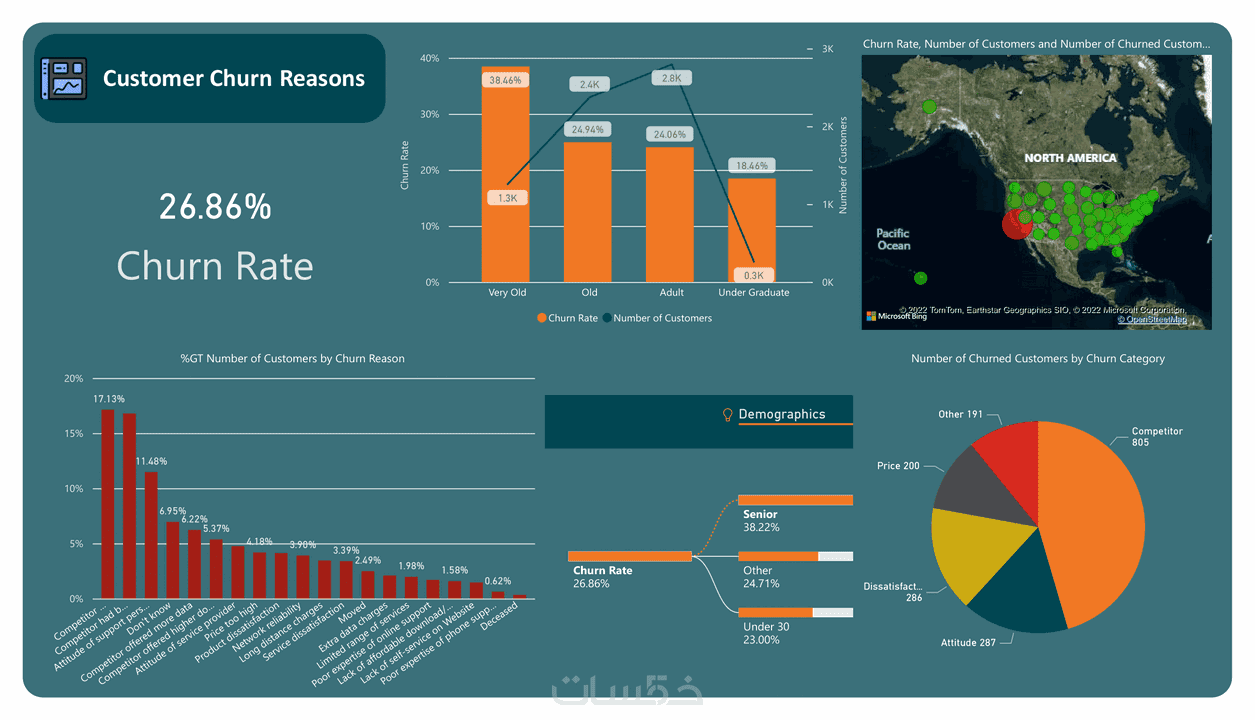 Customer Churn Reasons
26.86%
Churn Rate
Churn Rate
40%
30%
20%
10%
0%
38.46%
24.94%
24.06%
18.46%
1.3K
2.4K
2.8K
0.3K
3K
2K
1K
0K
Number of Customers
Very Old
Old
Adult
Under Graduate
Churn Rate
Number of Customers
Churn Rate, Number of Customers and Number of Churned Custom...
NORTH AMERICA
Pacific
Ocean
A
Microsoft Bing
© 2022 TomTom, Earthstar Geographics SIO, © 2022 Microsoft Corporation,
© OpenStreetMap
%GT Number of Customers by Churn Reason
20%
15%
10%
5%
0%
17.13%
11.48%
6.95%
6.22%
5.37%
4.18%
3.90%
3.39%
2.49%
1.98%
1.58%
0.62%
Competitor ...
Competitor had b...
Attitude of support pers...
Don't know
Competitor offered more data
Competitor offered higher do...
Attitude of service provider
Price too high
Product dissatisfaction
Network reliability
Long distance charges
Service dissatisfaction
Moved
Extra data charges
Limited range of services
Poor expertise of online support
Lack of affordable download/...
Lack of self-service on Website
Poor expertise of phone supp...
Deceased
Demographics
Churn Rate
26.86%
Senior
38.22%
Other
24.71%
Under 30
23.00%
Number of Churned Customers by Churn Category
Other 191
Competitor
805
Price 200
Dissatisfact...
286
Attitude 287
خمسات